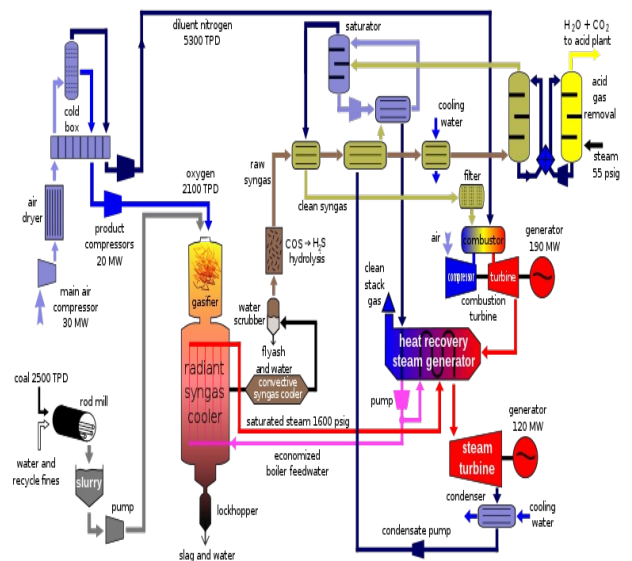 diluent nitrogen
5300 TPD
saturator
H₂O + CO₂
to acid plant
cold
box
cooling
water
acid
gas
removal
steam
55 psig
raw
syngas
filter
clean syngas
oxygen
2100 TPD
air
dryer
product
compressors
20 MW
main air
compressor
30 MW
COS → H₂S
hydrolysis
gasifier
water
scrubber
flyash
and water
convective
syngas cooler
radiant
syngas
cooler
clean
stack
gas
air
combustor
compressor
turbine
combustion
turbine
generator
190 MW
heat recovery
steam generator
pump
saturated steam 1600 psig
economized
boiler feedwater
coal 2500 TPD
rod mill
water and
recycle fines
slurry
pump
lockhopper
slag and water
generator
120 MW
steam
turbine
condenser
cooling
water
condensate pump